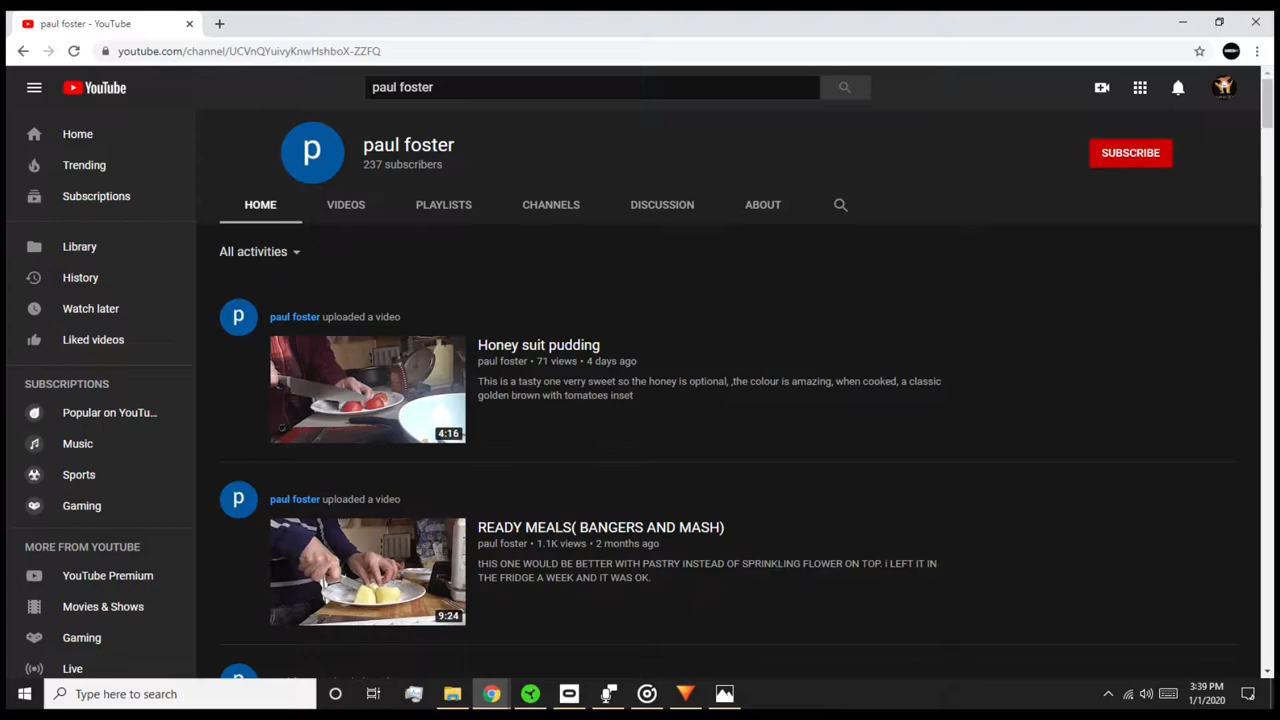 paul foster - YouTube
youtube.com/channel/UCVnQYuivyKnwHshboX-ZZFQ
YouTube
paul foster
Home
Trending
Subscriptions
Library
History
Watch later
Liked videos
SUBSCRIPTIONS
Popular on YouTu...
Music
Sports
Gaming
MORE FROM YOUTUBE
YouTube Premium
Movies & Shows
Gaming
Live
p
paul foster
237 subscribers
SUBSCRIBE
HOME VIDEOS PLAYLISTS CHANNELS DISCUSSION ABOUT
All activities
p
paul foster uploaded a video
4:16
Honey suit pudding
paul foster • 71 views • 4 days ago
This is a tasty one verry sweet so the honey is optional, ,the colour is amazing, when cooked, a classic
golden brown with tomatoes inset
p
paul foster uploaded a video
9:24
READY MEALS( BANGERS AND MASH)
paul foster • 1.1K views • 2 months ago
tHIS ONE WOULD BE BETTER WITH PASTRY INSTEAD OF SPRINKLING FLOWER ON TOP. i LEFT IT IN
THE FRIDGE A WEEK AND IT WAS OK.
p
Type here to search
3:39 PM
1/1/2020